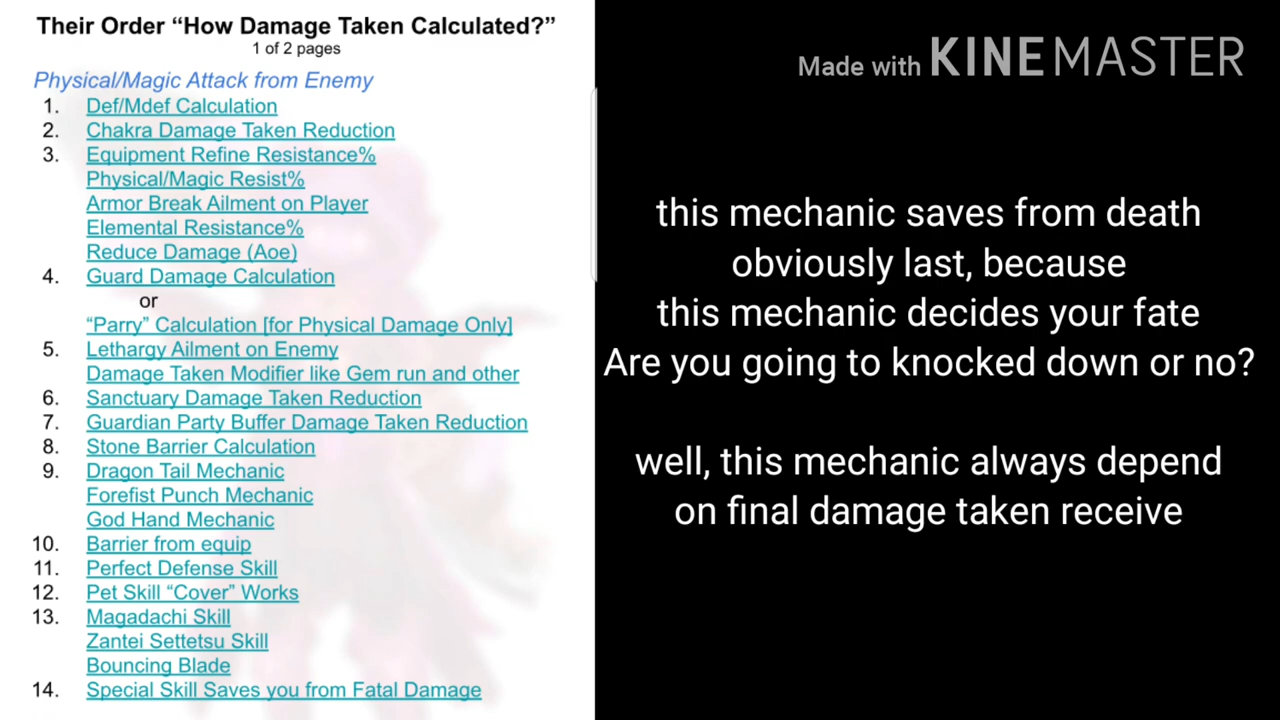 Their Order “How Damage Taken Calculated?”
1 of 2 pages
Physical/Magic Attack from Enemy
1. Def/Mdef Calculation
2. Chakra Damage Taken Reduction
3. Equipment Refine Resistance%
Physical/Magic Resist%
Armor Break Ailment on Player
Elemental Resistance%
Reduce Damage (Aoe)
4. Guard Damage Calculation
or
“Parry” Calculation [for Physical Damage Only]
5. Lethargy Ailment on Enemy
Damage Taken Modifier like Gem run and other
6. Sanctuary Damage Taken Reduction
7. Guardian Party Buffer Damage Taken Reduction
8. Stone Barrier Calculation
9. Dragon Tail Mechanic
Forefist Punch Mechanic
God Hand Mechanic
10. Barrier from equip
11. Perfect Defense Skill
12. Pet Skill “Cover” Works
13. Magadachi Skill
Zantei Settetsu Skill
Bouncing Blade
14. Special Skill Saves you from Fatal Damage
Made with KINEMASTER
this mechanic saves from death
obviously last, because
this mechanic decides your fate
Are you going to knocked down or no?
well, this mechanic always depend
on final damage taken receive